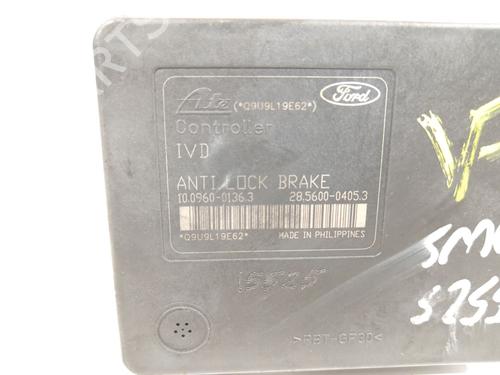 Ate (*Q9U9L19E62*) Ford
Controller
IVD
ANTI LOCK BRAKE
10.0960-0136.3 28.5600-0405.3
*Q9U9L19E62* MADE IN PHILIPPINES
15525
>PBT-GF30<